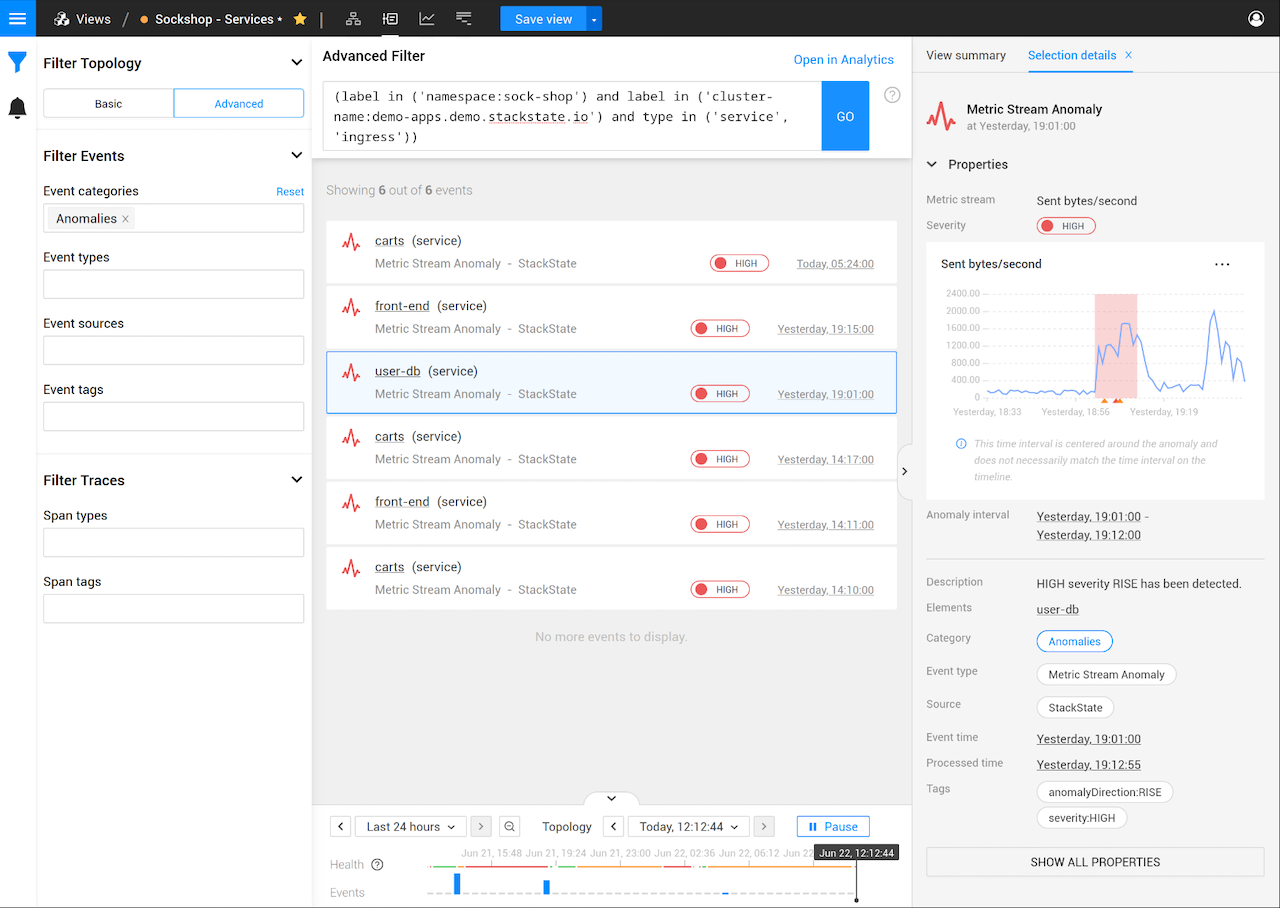 Views / Sockshop - Services *
Save view
Filter Topology
Basic
Advanced
Filter Events
Event categories
Reset
Anomalies ×
Event types
Event sources
Event tags
Filter Traces
Span types
Span tags
Advanced Filter
Open in Analytics
(label in ('namespace:sock-shop') and label in ('cluster-
name:demo-apps.demo.stackstate.io') and type in ('service',
'ingress'))
GO
?
Showing 6 out of 6 events
carts (service)
Metric Stream Anomaly - StackState
HIGH
Today, 05:24:00
front-end (service)
Metric Stream Anomaly - StackState
HIGH
Yesterday, 19:15:00
user-db (service)
Metric Stream Anomaly - StackState
HIGH
Yesterday, 19:01:00
carts (service)
Metric Stream Anomaly - StackState
HIGH
Yesterday, 14:17:00
front-end (service)
Metric Stream Anomaly - StackState
HIGH
Yesterday, 14:11:00
carts (service)
Metric Stream Anomaly - StackState
HIGH
Yesterday, 14:10:00
No more events to display.
Last 24 hours
Topology
Today, 12:12:44
Pause
Jun 21, 15:48 Jun 21, 19:24 Jun 21, 23:00 Jun 22, 02:36 Jun 22, 06:12 Jun 22
Jun 22, 12:12:44
Health ?
Events
View summary
Selection details ×
Metric Stream Anomaly
at Yesterday, 19:01:00
Properties
Metric stream
Sent bytes/second
Severity
HIGH
Sent bytes/second
...
2400.00
2000.00
1600.00
1200.00
800.00
400.00
0
Yesterday, 18:33 Yesterday, 18:56 Yesterday, 19:19
This time interval is centered around the anomaly and
does not necessarily match the time interval on the
timeline.
Anomaly interval
Yesterday, 19:01:00 -
Yesterday, 19:12:00
Description
HIGH severity RISE has been detected.
Elements
user-db
Category
Anomalies
Event type
Metric Stream Anomaly
Source
StackState
Event time
Yesterday, 19:01:00
Processed time
Yesterday, 19:12:55
Tags
anomalyDirection:RISE
severity:HIGH
SHOW ALL PROPERTIES